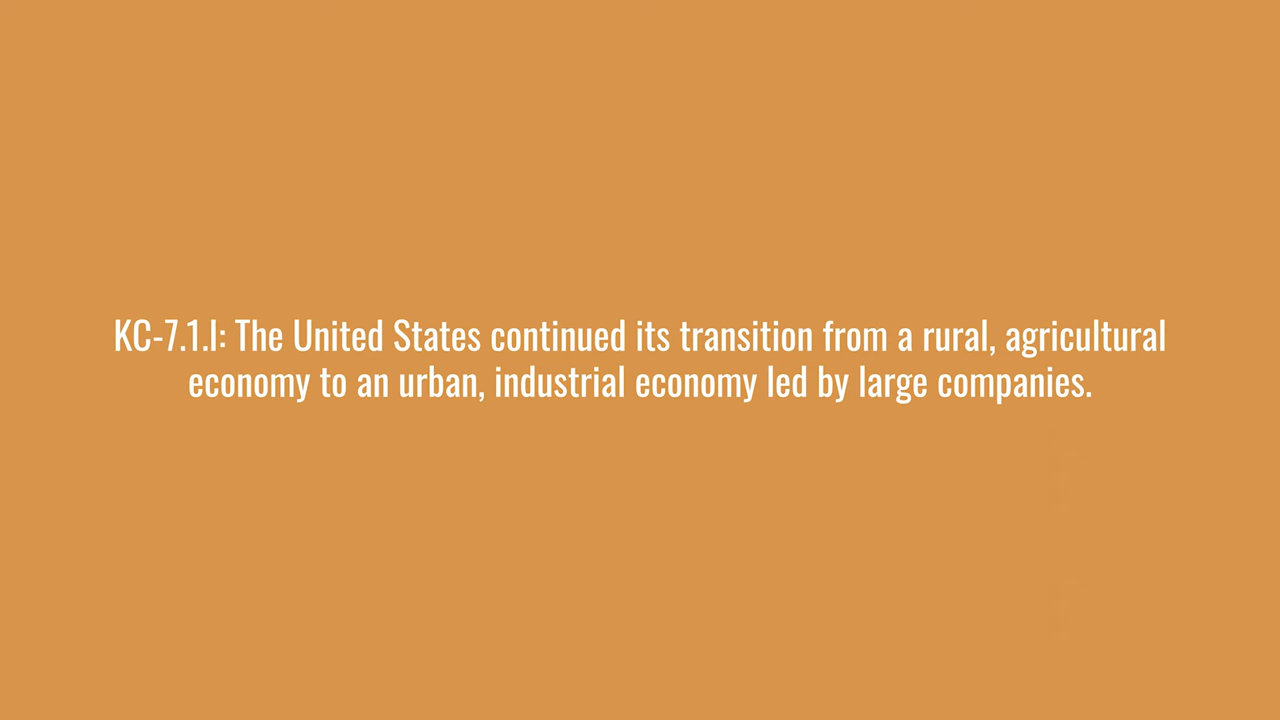 KC-7.1.I: The United States continued its transition from a rural, agricultural
economy to an urban, industrial economy led by large companies.